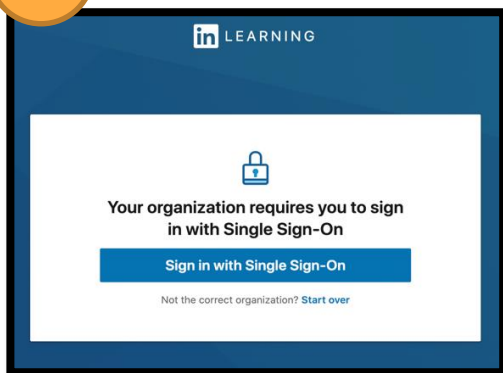 in LEARNING
Your organization requires you to sign
in with Single Sign-On
Sign in with Single Sign-On
Not the correct organization? Start over